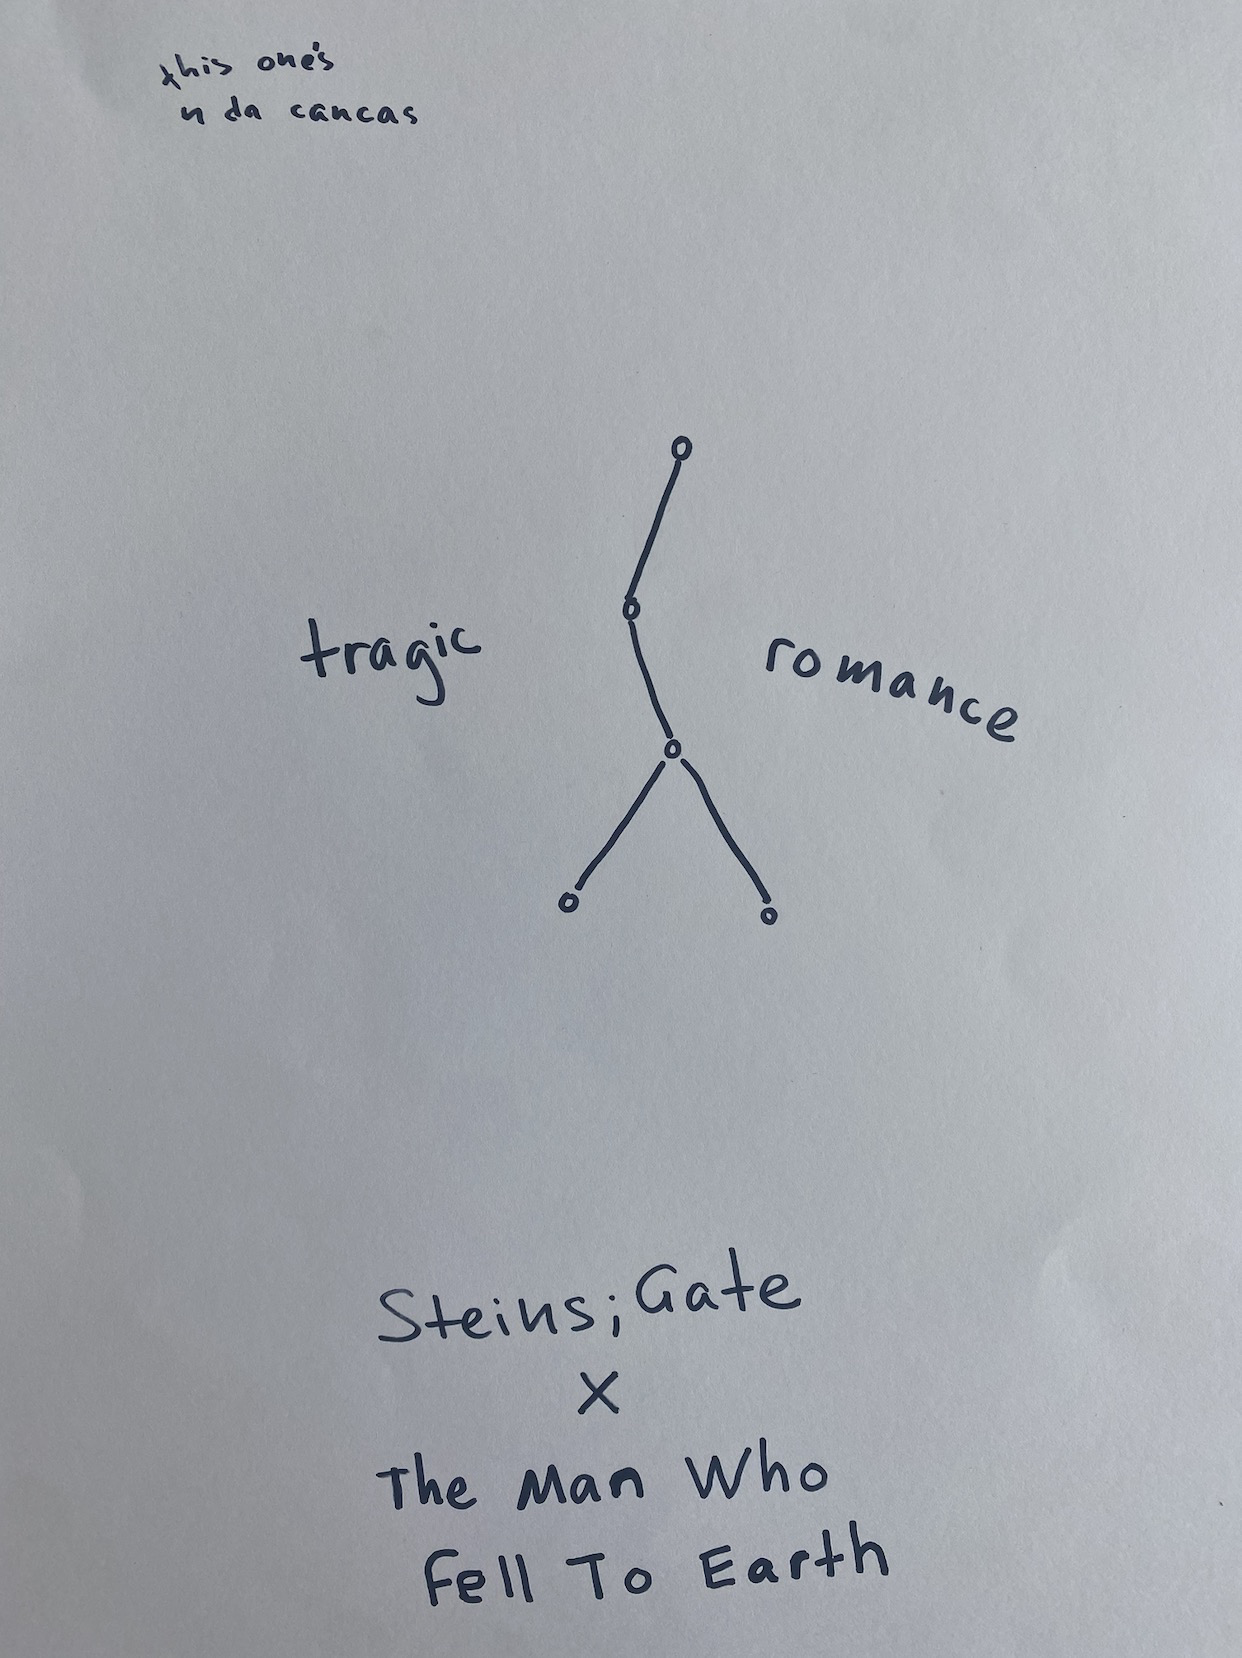 this one's
n da cancas
tragic
romance
Steins;Gate
X
The Man Who
Fell To Earth